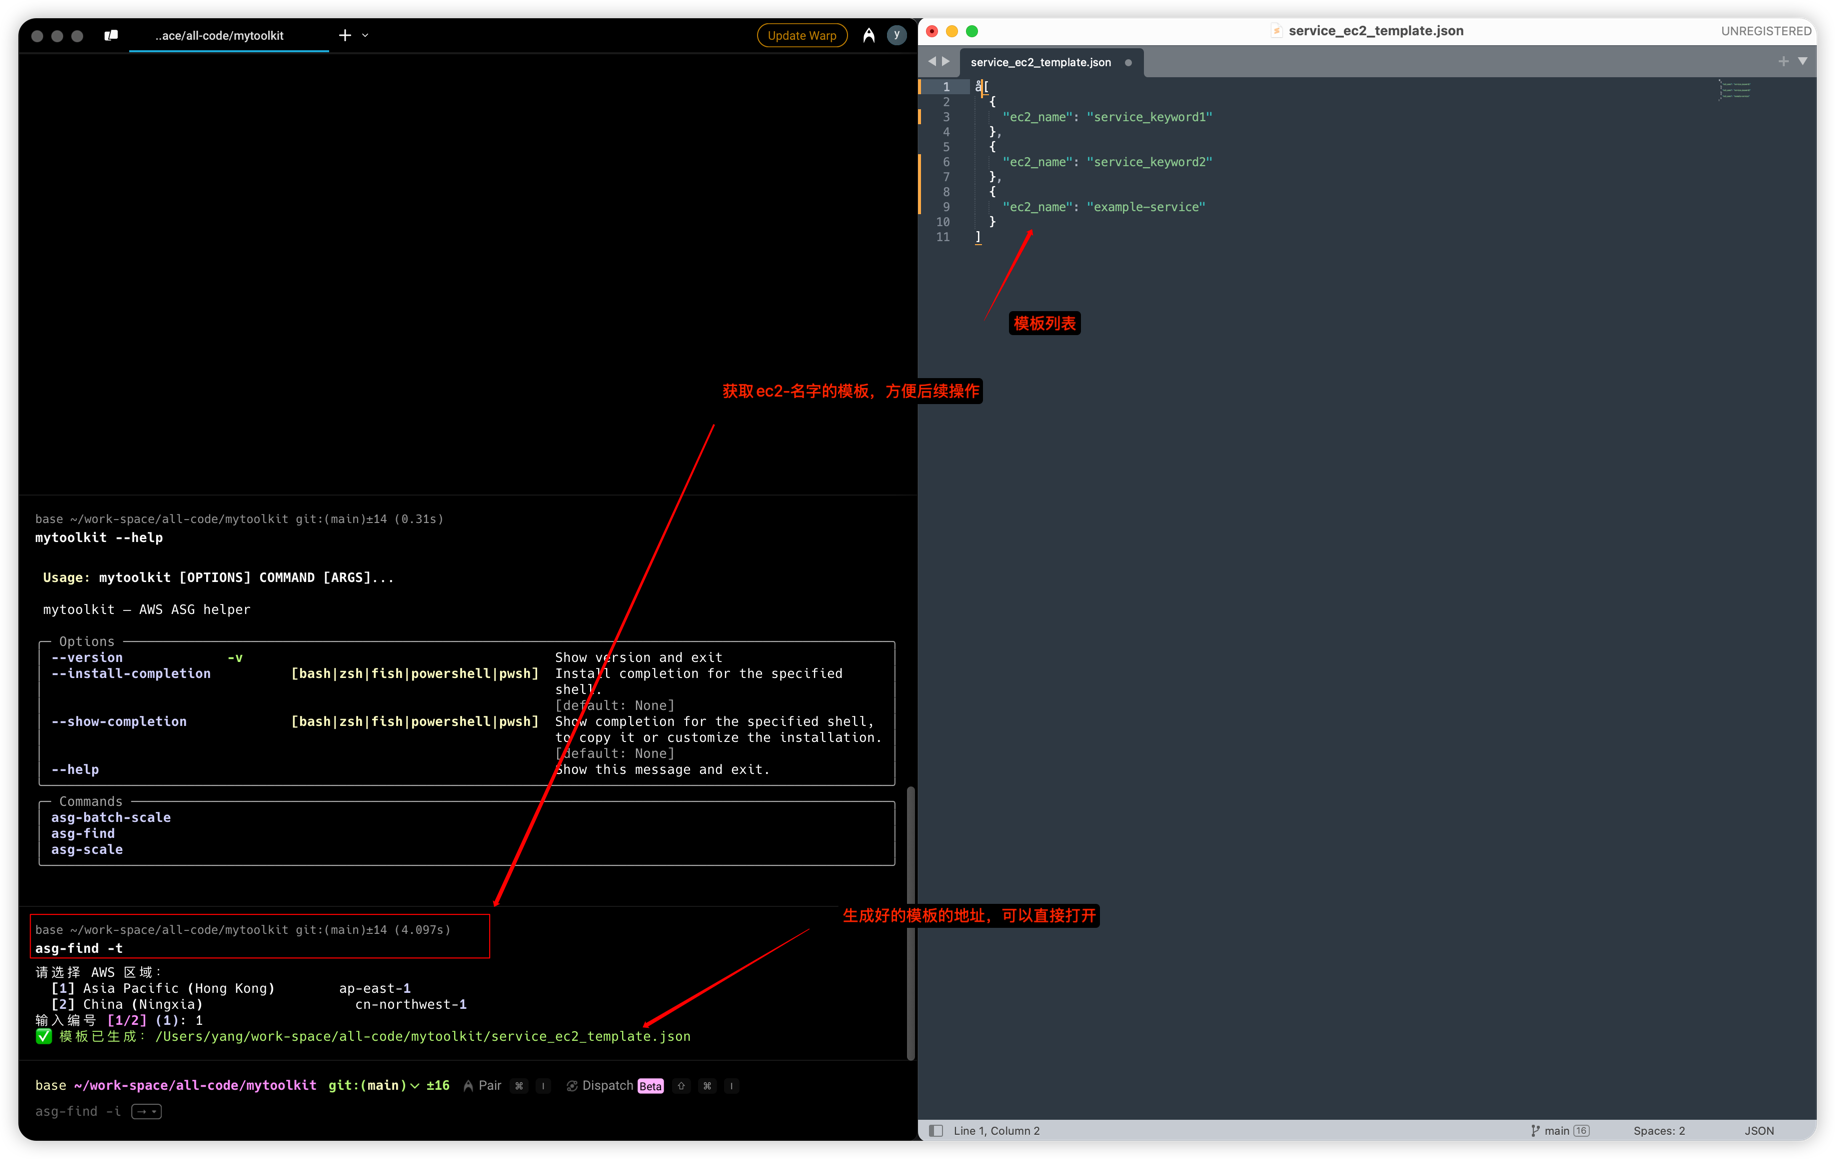 ..ace/all-code/mytoolkit
Update Warp
y
base ~/work-space/all-code/mytoolkit git:(main)±14 (0.31s)
mytoolkit --help
Usage: mytoolkit [OPTIONS] COMMAND [ARGS]...
mytoolkit — AWS ASG helper
Options
--version -v Show version and exit
--install-completion [bash|zsh|fish|powershell|pwsh] Install completion for the specified
shell.
[default: None]
--show-completion [bash|zsh|fish|powershell|pwsh] Show completion for the specified shell,
to copy it or customize the installation.
[default: None]
--help Show this message and exit.
Commands
asg-batch-scale
asg-find
asg-scale
base ~/work-space/all-code/mytoolkit git:(main)±14 (4.097s)
asg-find -t
请选择 AWS 区域:
[1] Asia Pacific (Hong Kong) ap-east-1
[2] China (Ningxia) cn-northwest-1
输入编号 [1/2] (1): 1
✅ 模板已生成: /Users/yang/work-space/all-code/mytoolkit/service_ec2_template.json
base ~/work-space/all-code/mytoolkit git:(main) ±16 Pair ⌘ I Dispatch Beta ⇧ ⌘ I
asg-find -i
获取ec2-名字的模板，方便后续操作
生成好的模板的地址，可以直接打开
service_ec2_template.json
UNREGISTERED
service_ec2_template.json
1 å[
2 {
3 "ec2_name": "service_keyword1"
4 },
5 {
6 "ec2_name": "service_keyword2"
7 },
8 {
9 "ec2_name": "example-service"
10 }
11 ]
模板列表
Line 1, Column 2
main 16
Spaces: 2
JSON